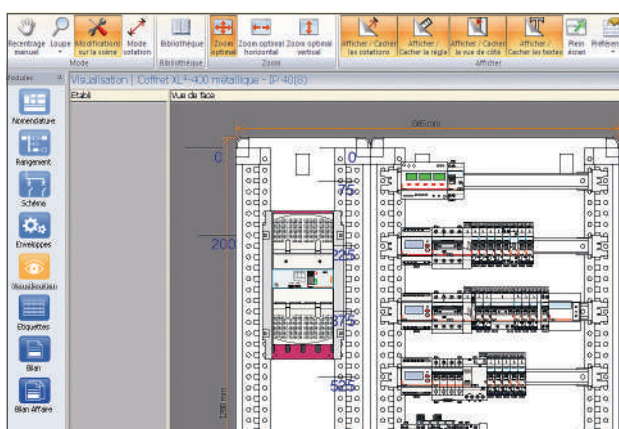 Recentrage manuel
Loupe
Modifications sur la scène
Mode cotation
Bibliothèque
Zoom optimal
Zoom optimal horizontal
Zoom optimal vertical
Afficher / Cacher les cotations
Afficher / Cacher la règle
Afficher / Cacher la vue de côté
Afficher / Cacher les textes
Plein écran
Préféren
Mode
Bibliothèque
Zoom
Afficher
Modules
Visualisation | Coffret XL³-400 métallique - IP 40(8)
Etabli
Vue de face
Nomenclature
Rangement
Schéma
Enveloppes
Visualisation
Etiquettes
Bilan
Bilan Affaire
0
0
75
200
225
375
525